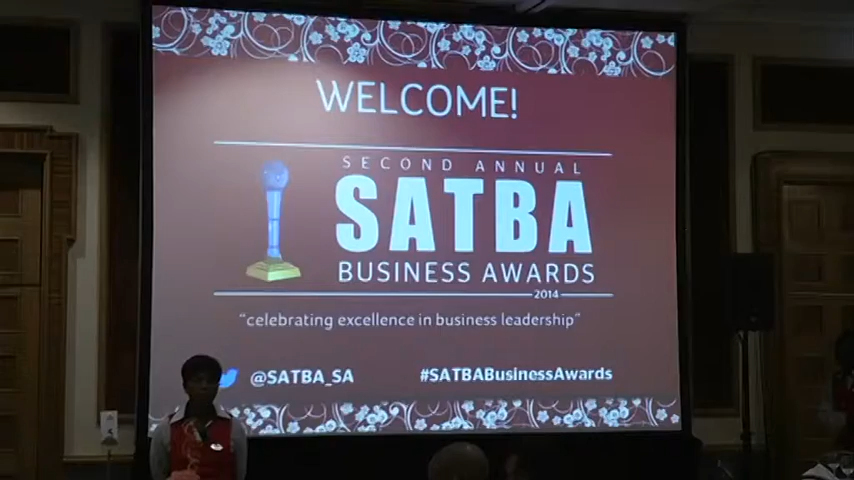 WELCOME!
SECOND ANNUAL
SATBA
BUSINESS AWARDS
2014
“celebrating excellence in business leadership“
@SATBA_SA #SATBABusinessAwards